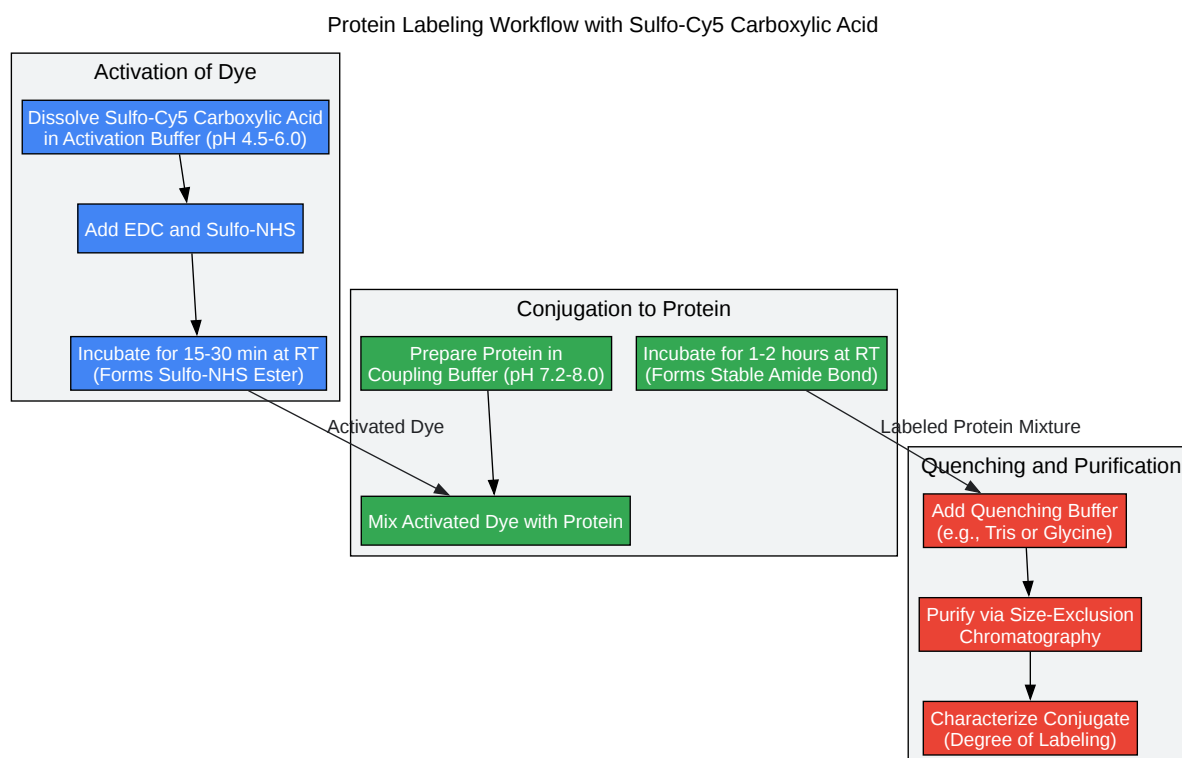 Protein Labeling Workflow with Sulfo-Cy5 Carboxylic Acid
Activation of Dye
Dissolve Sulfo-Cy5 Carboxylic Acid
in Activation Buffer (pH 4.5-6.0)
Add EDC and Sulfo-NHS
Incubate for 15-30 min at RT
(Forms Sulfo-NHS Ester)
Activated Dye
Conjugation to Protein
Prepare Protein in
Coupling Buffer (pH 7.2-8.0)
Mix Activated Dye with Protein
Incubate for 1-2 hours at RT
(Forms Stable Amide Bond)
Labeled Protein Mixture
Quenching and Purification
Add Quenching Buffer
(e.g., Tris or Glycine)
Purify via Size-Exclusion
Chromatography
Characterize Conjugate
(Degree of Labeling)